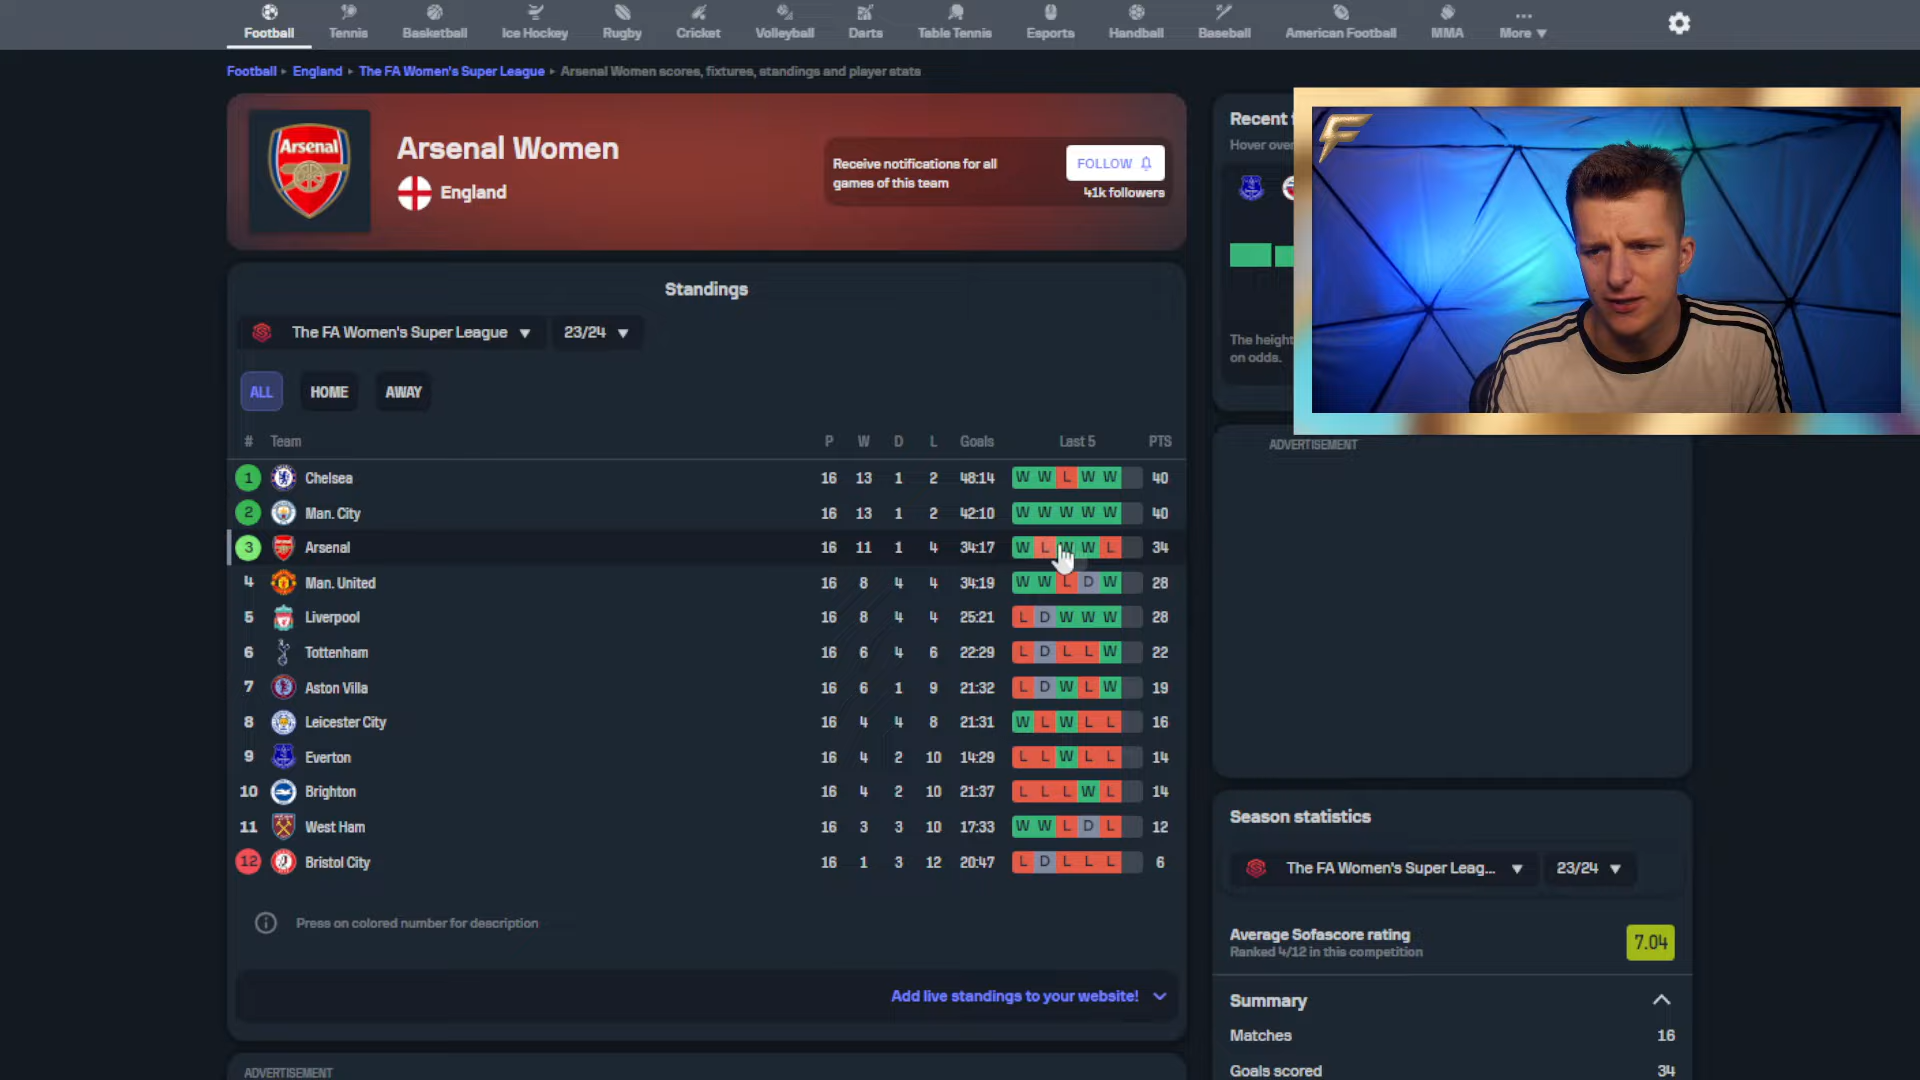 Football
Tennis
Basketball
Ice Hockey
Rugby
Cricket
Volleyball
Darts
Table Tennis
Esports
Handball
Baseball
American Football
MMA
More
Football England The FA Women's Super League Arsenal Women scores, fixtures, standings and player stats
Arsenal
Arsenal Women
England
Receive notifications for all
games of this team
FOLLOW
41k followers
Recent
Hover over
The height
on odds.
F
Standings
The FA Women's Super League 23/24
ALL HOME AWAY
# Team P W D L Goals Last 5 PTS
1 Chelsea 16 13 1 2 48:14 W W L W W 40
2 Man. City 16 13 1 2 42:10 W W W W W 40
3 Arsenal 16 11 1 4 34:17 W L W W L 34
4 Man. United 16 8 4 4 34:19 W W L D W 28
5 Liverpool 16 8 4 4 25:21 L D W W W 28
6 Tottenham 16 6 4 6 22:29 L D L L W 22
7 Aston Villa 16 6 1 9 21:32 L D W L W 19
8 Leicester City 16 4 4 8 21:31 W L W L L 16
9 Everton 16 4 2 10 14:29 L L W L L 14
10 Brighton 16 4 2 10 21:37 L L L W L 14
11 West Ham 16 3 3 10 17:33 W W L D L 12
12 Bristol City 16 1 3 12 20:47 L D L L L 6
Press on colored number for description
Add live standings to your website!
ADVERTISEMENT
ADVERTISEMENT
Season statistics
The FA Women's Super Leag... 23/24
Average Sofascore rating
Ranked 4/12 in this competition
7.04
Summary
Matches 16
Goals scored 34